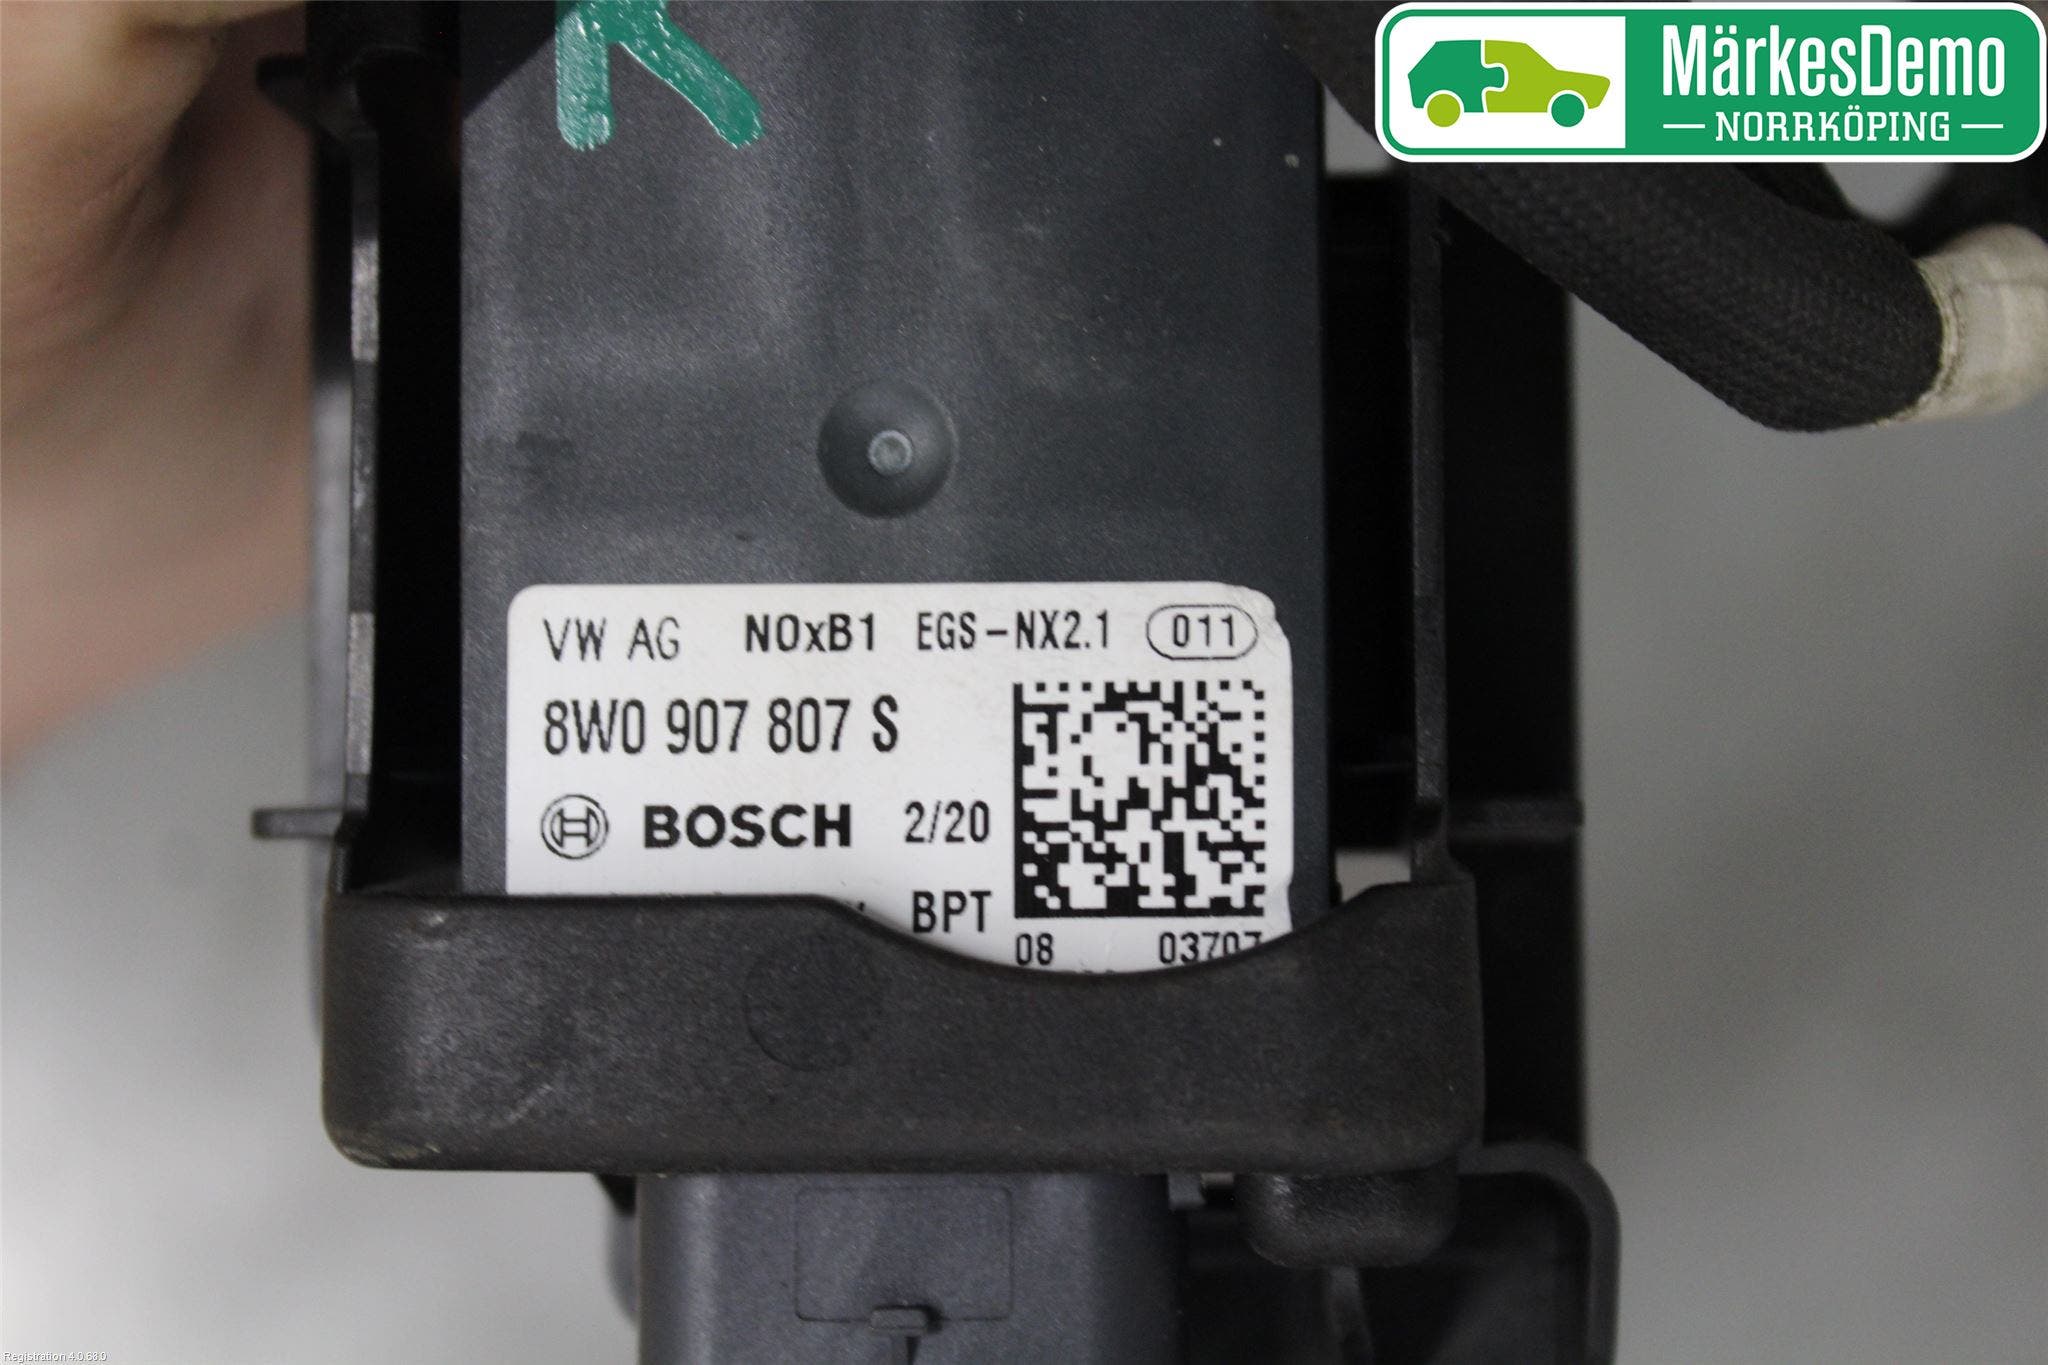 K
MärkesDemo
NORRKÖPING
VW AG NOxB1 EGS-NX2.1 011
8W0 907 807 S
BOSCH 2/20
BPT
08 03707
Registration 4.0.68.0